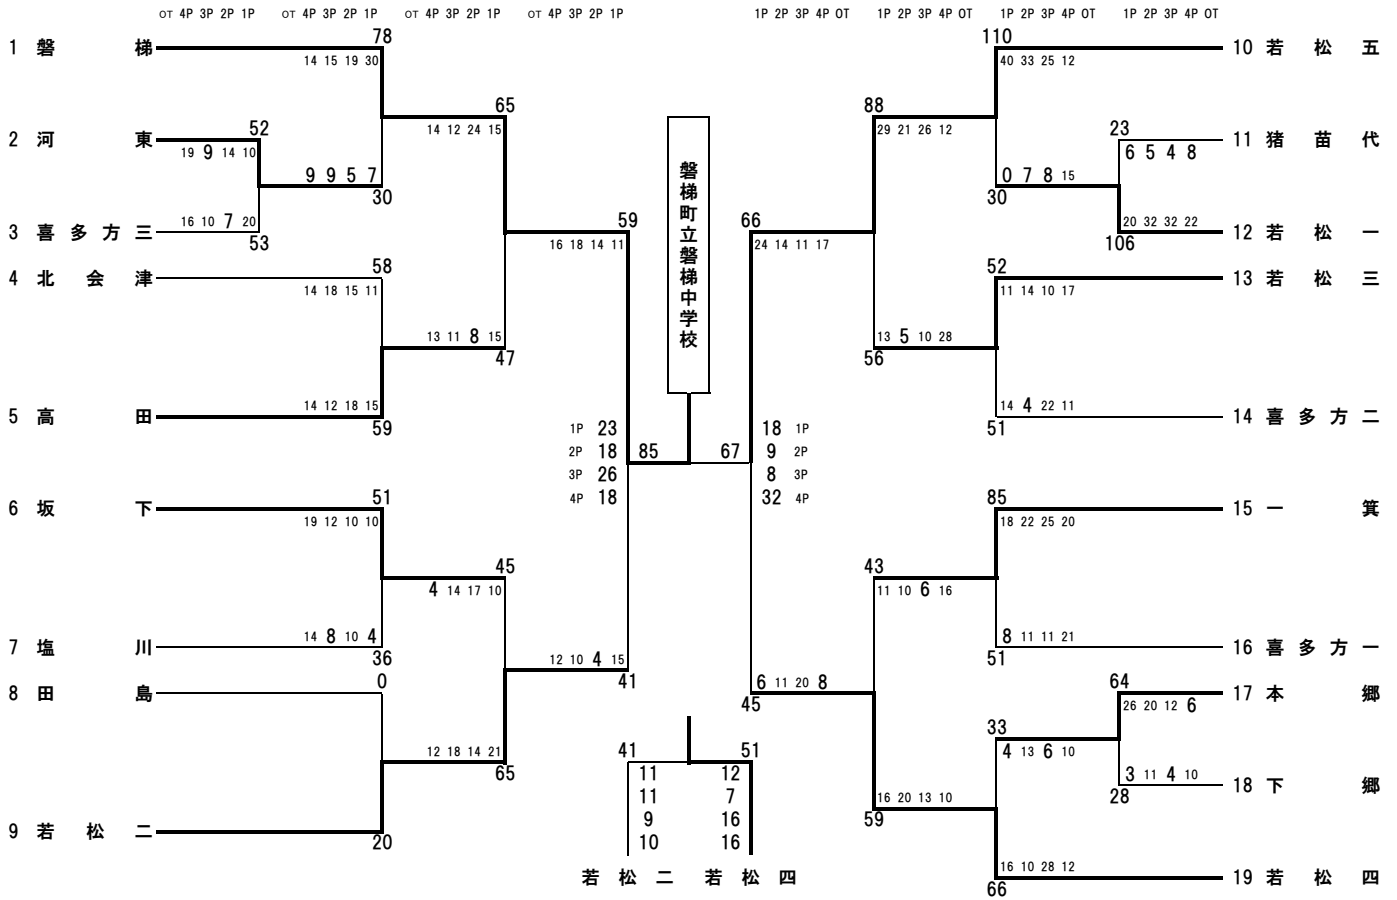 OT 4P 3P 2P 1P OT 4P 3P 2P 1P OT 4P 3P 2P 1P OT 4P 3P 2P 1P 1P 2P 3P 4P OT 1P 2P 3P 4P OT 1P 2P 3P 4P OT 1P 2P 3P 4P OT
1 磐 梯
78
14 15 19 30
2 河 東
52
19 9 14 10
9 9 5 7
30
3 喜 多 方 三
16 10 7 20
53
4 北 会 津
58
14 18 15 11
5 高 田
14 12 18 15
59
65
14 12 24 15
13 11 8 15
47
59
16 18 14 11
6 坂 下
51
19 12 10 10
7 塩 川
14 8 10 4
36
8 田 島
0
9 若 松 二
20
45
4 14 17 10
12 18 14 21
65
12 10 4 15
41
磐梯町立磐梯中学校
1P 23
2P 18
3P 26
4P 18
85
67
18 1P
9 2P
8 3P
32 4P
41 51
11 12
11 7
9 16
10 16
若 松 二 若 松 四
66
24 14 11 17
88
29 21 26 12
110
40 33 25 12
10 若 松 五
23
6 5 4 8
11 猪 苗 代
0 7 8 15
30
20 32 32 22
106
12 若 松 一
52
11 14 10 17
13 若 松 三
13 5 10 28
56
14 4 22 11
51
14 喜 多 方 二
85
18 22 25 20
15 一 箕
43
11 10 6 16
8 11 11 21
51
16 喜 多 方 一
6 11 20 8
45
64
26 20 12 6
17 本 郷
33
4 13 6 10
3 11 4 10
28
18 下 郷
16 20 13 10
59
16 10 28 12
66
19 若 松 四